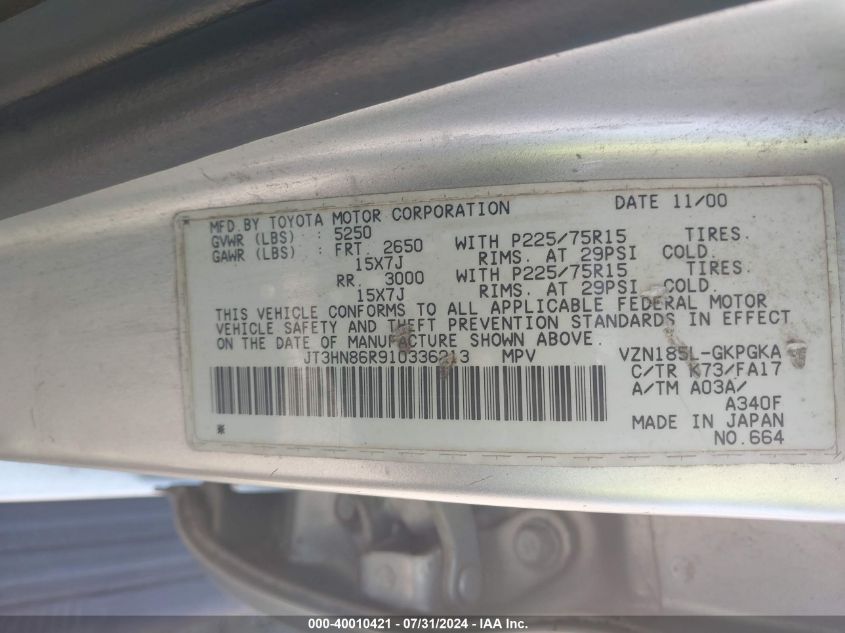 MFD. BY TOYOTA MOTOR CORPORATION DATE 11/00
GVWR (LBS) : 5250
GAWR (LBS) : FRT. 2650 WITH P225/75R15 TIRES.
15X7J RIMS. AT 29PSI COLD.
RR. 3000 WITH P225/75R15 TIRES.
15X7J RIMS. AT 29PSI COLD.
THIS VEHICLE CONFORMS TO ALL APPLICABLE FEDERAL MOTOR
VEHICLE SAFETY AND THEFT PREVENTION STANDARDS IN EFFECT
ON THE DATE OF MANUFACTURE SHOWN ABOVE.
JT3HN86R910336213 MPV VZN185L-GKPGKA
C/TR K73/FA17
A/TM A03A/
A340F
MADE IN JAPAN
* NO.664
000-40010421 - 07/31/2024 - IAA Inc.